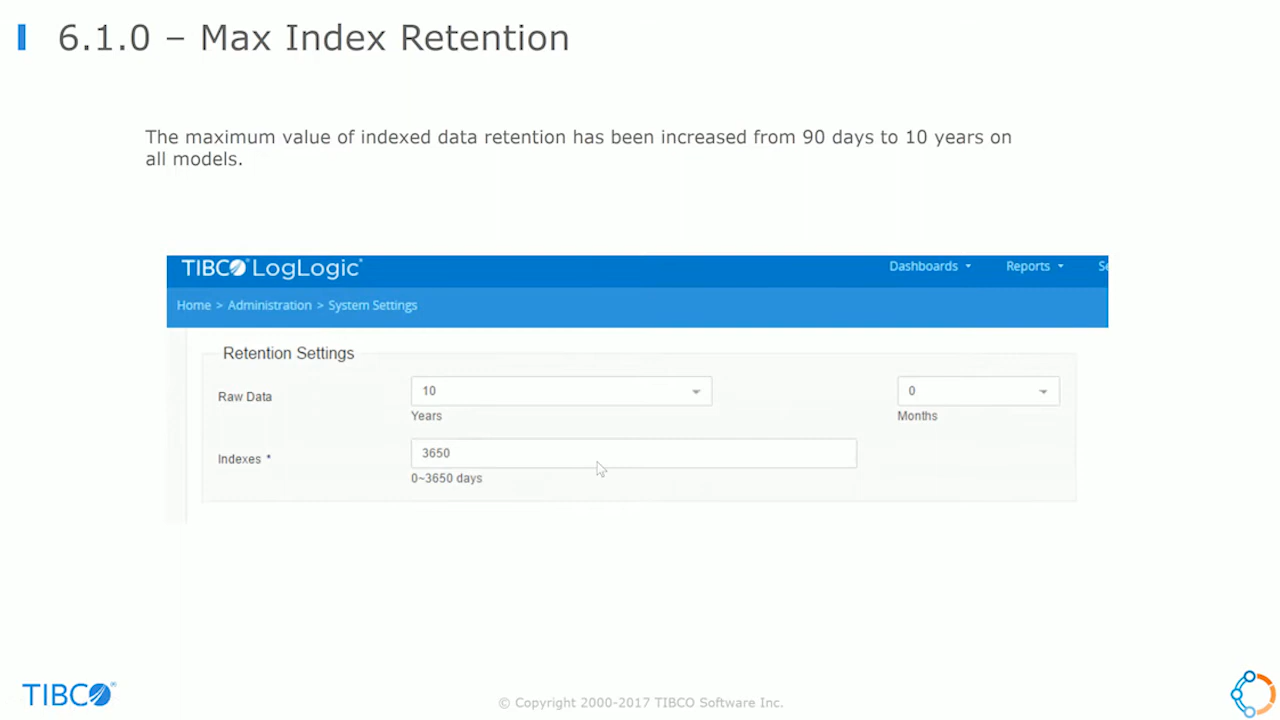 6.1.0 – Max Index Retention
The maximum value of indexed data retention has been increased from 90 days to 10 years on
all models.
TIBCO® LogLogic®
Dashboards
Reports
Se
Home > Administration > System Settings
Retention Settings
Raw Data
10
0
Years
Months
Indexes *
3650
0~3650 days
TIBCO®
© Copyright 2000-2017 TIBCO Software Inc.